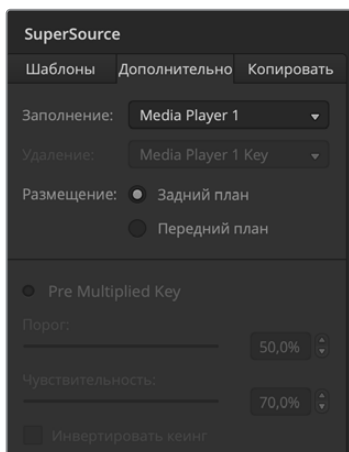 SuperSource
Шаблоны Дополнительно Копировать
Заполнение: Media Player 1
Удаление: Media Player 1 Key
Размещение: Задний план
Передний план
Pre Multiplied Key
Порог:
50,0%
Чувствительность:
70,0%
Инвертировать кеинг